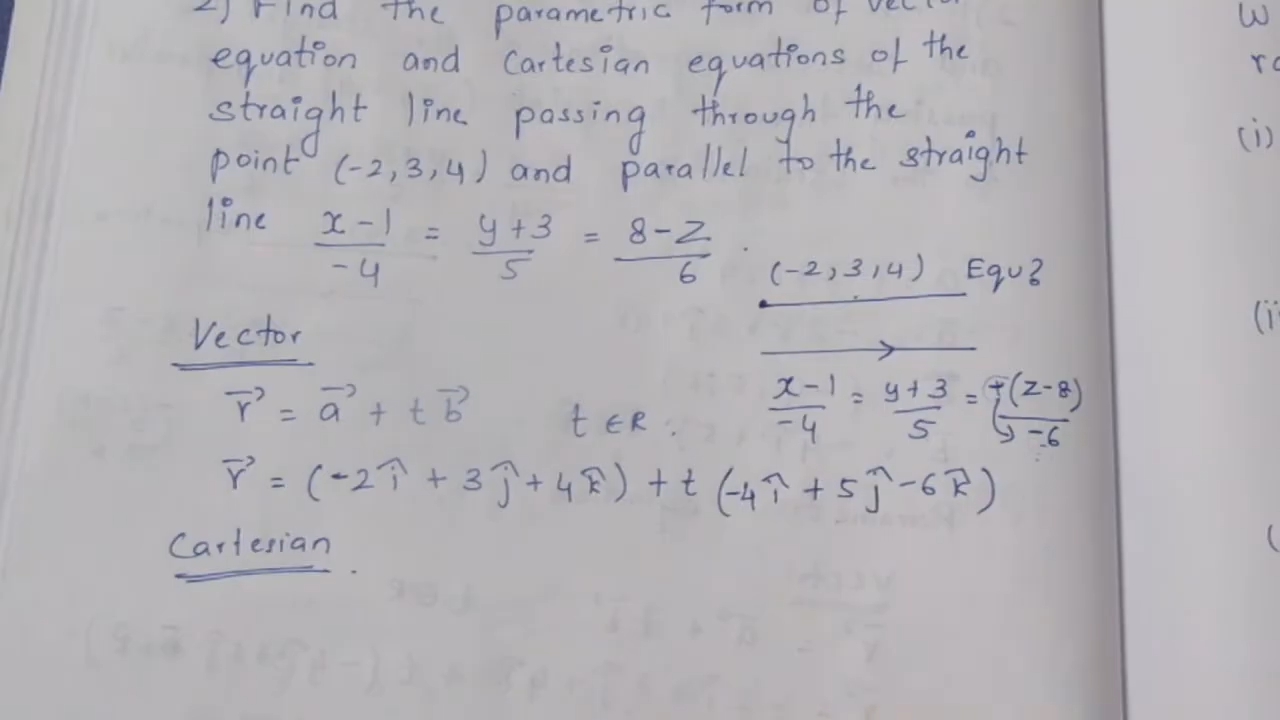 2) Find the parametric form of vector
equation and Cartesian equations of the
straight line passing through the
point (-2,3,4) and parallel to the straight
line x-1/-4 = y+3/5 = 8-z/6 .
(-2,3,4) Equ?
Vector
x-1/-4 = y+3/5 = +(z-8)/-6
r⃗ = a⃗ + t b⃗ t ∈ R .
r⃗ = (-2i⃗ + 3j⃗ + 4k⃗) + t (-4i⃗ + 5j⃗ - 6k⃗)
Cartesian .
W
(i)